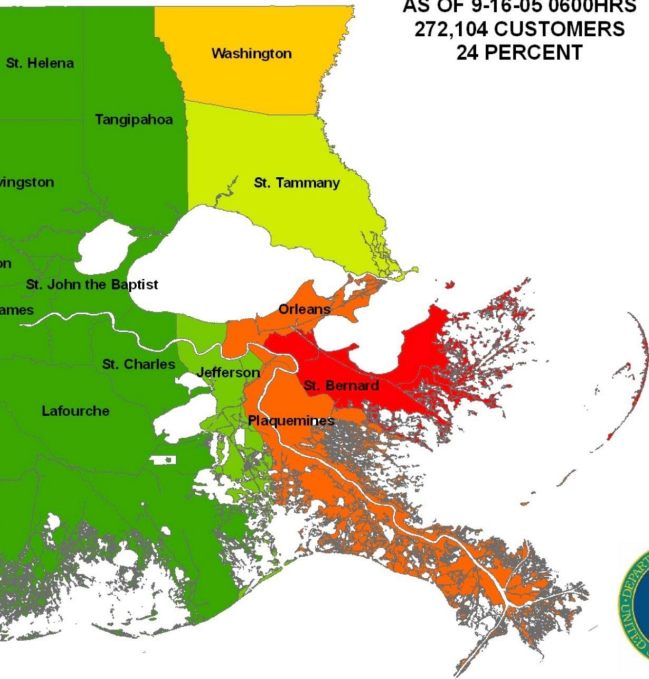 AS OF 9-16-05 0600HRS
272,104 CUSTOMERS
24 PERCENT
Washington
St. Helena
Tangipahoa
St. Tammany
vingston
on
St. John the Baptist
Orleans
ames
St. Charles
Jefferson
St. Bernard
Lafourche
Plaquemines